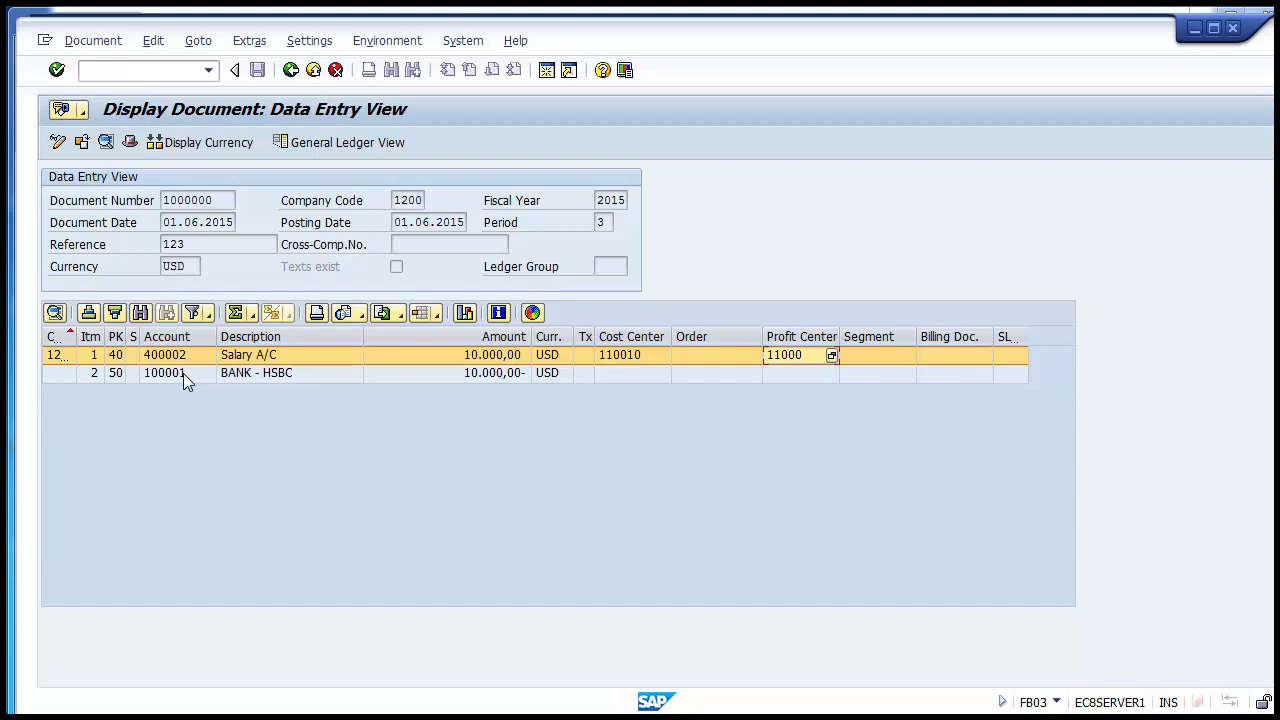 Document Edit Goto Extras Settings Environment System Help
Display Document: Data Entry View
Display Currency General Ledger View
Data Entry View
Document Number 1000000 Company Code 1200 Fiscal Year 2015
Document Date 01.06.2015 Posting Date 01.06.2015 Period 3
Reference 123 Cross-Comp.No.
Currency USD Texts exist Ledger Group
C... Itm PK S Account Description Amount Curr. Tx Cost Center Order Profit Center Segment Billing Doc. SL...
12... 1 40 400002 Salary A/C 10.000,00 USD 110010 11000
2 50 100001 BANK - HSBC 10.000,00- USD
SAP FB03 EC8SERVER1 INS